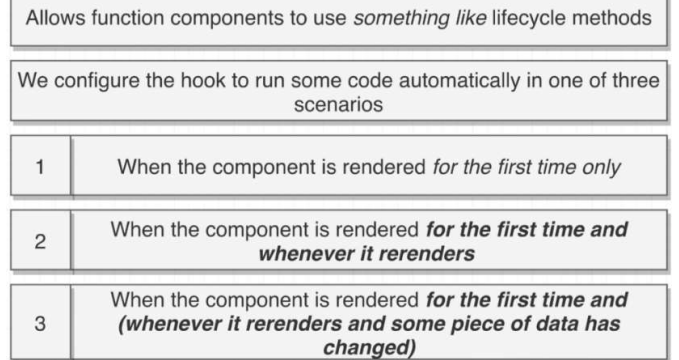 Allows function components to use something like lifecycle methods
We configure the hook to run some code automatically in one of three
scenarios
1
When the component is rendered for the first time only
2
When the component is rendered for the first time and
whenever it rerenders
3
When the component is rendered for the first time and
(whenever it rerenders and some piece of data has
changed)